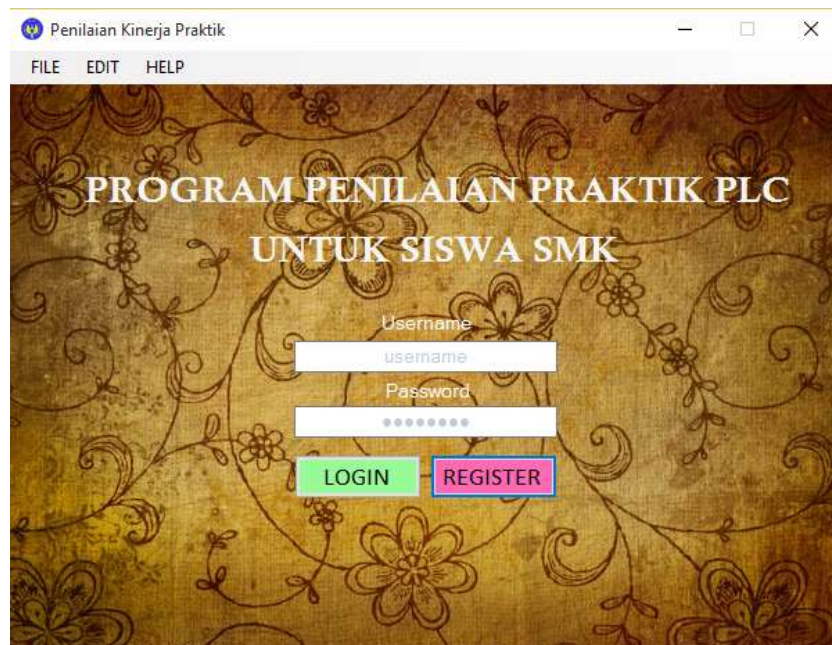 Penilaian Kinerja Praktik
FILE EDIT HELP
PROGRAM PENILAIAN PRAKTIK PLC
UNTUK SISWA SMK
Username
username
Password
●●●●●●●●
LOGIN REGISTER